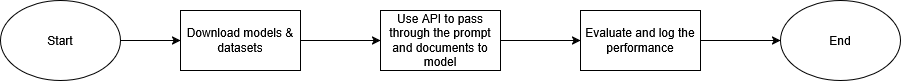 Start
Download models &
datasets
Use API to pass
through the prompt
and documents to
model
Evaluate and log the
performance
End